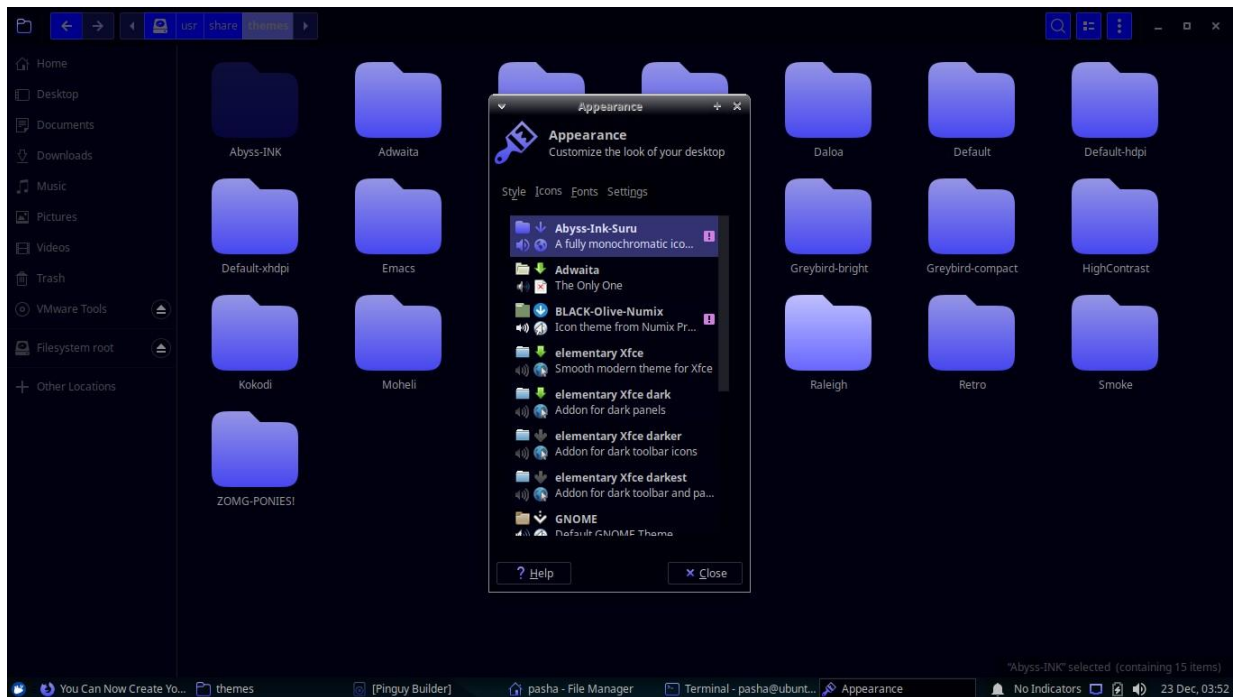 usr share themes
Home
Desktop
Documents
Downloads
Music
Pictures
Videos
Trash
VMware Tools
Filesystem root
Other Locations
Abyss-INK Adwaita Daloa Default Default-hdpi
Default-xhdpi Emacs Greybird-bright Greybird-compact HighContrast
Kokodi Moheli Raleigh Retro Smoke
ZOMG-PONIES!
Appearance
Appearance
Customize the look of your desktop
Style Icons Fonts Settings
Abyss-Ink-Suru
A fully monochromatic ico...
Adwaita
The Only One
BLACK-Olive-Numix
Icon theme from Numix Pr...
elementary Xfce
Smooth modern theme for Xfce
elementary Xfce dark
Addon for dark panels
elementary Xfce darker
Addon for dark toolbar icons
elementary Xfce darkest
Addon for dark toolbar and pa...
GNOME
Default GNOME Theme
? Help
Close
"Abyss-INK" selected (containing 15 items)
You Can Now Create Yo... themes [Pinguy Builder] pasha - File Manager Terminal - pasha@ubunt... Appearance No Indicators 23 Dec, 03:52